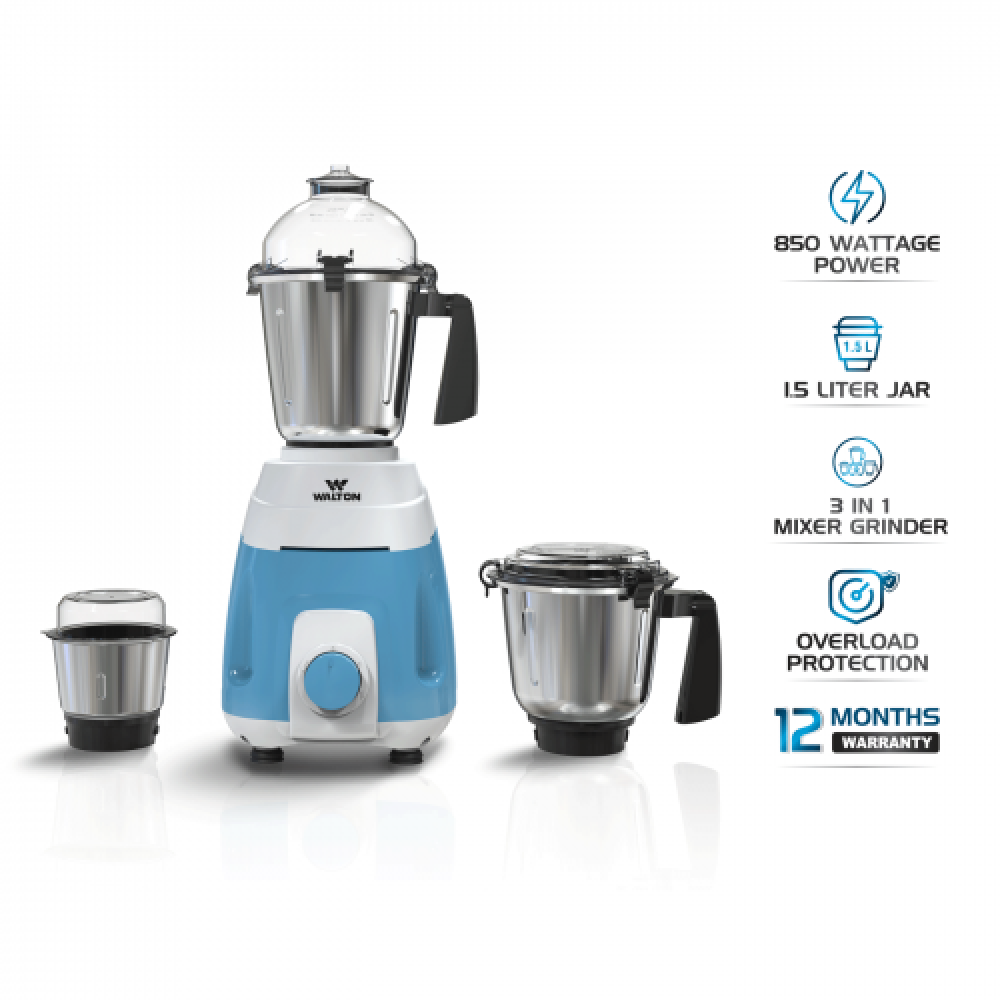 WALTON
850 WATTAGE
POWER
1.5 L
1.5 LITER JAR
3 IN 1
MIXER GRINDER
OVERLOAD
PROTECTION
12 MONTHS
WARRANTY